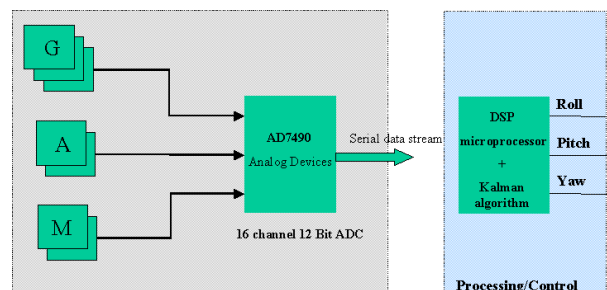 G
A
M
AD7490
Analog Devices
16 channel 12 Bit ADC
Serial data stream
DSP
microprocessor
+
Kalman
algorithm
Roll
Pitch
Yaw
Processing/Control